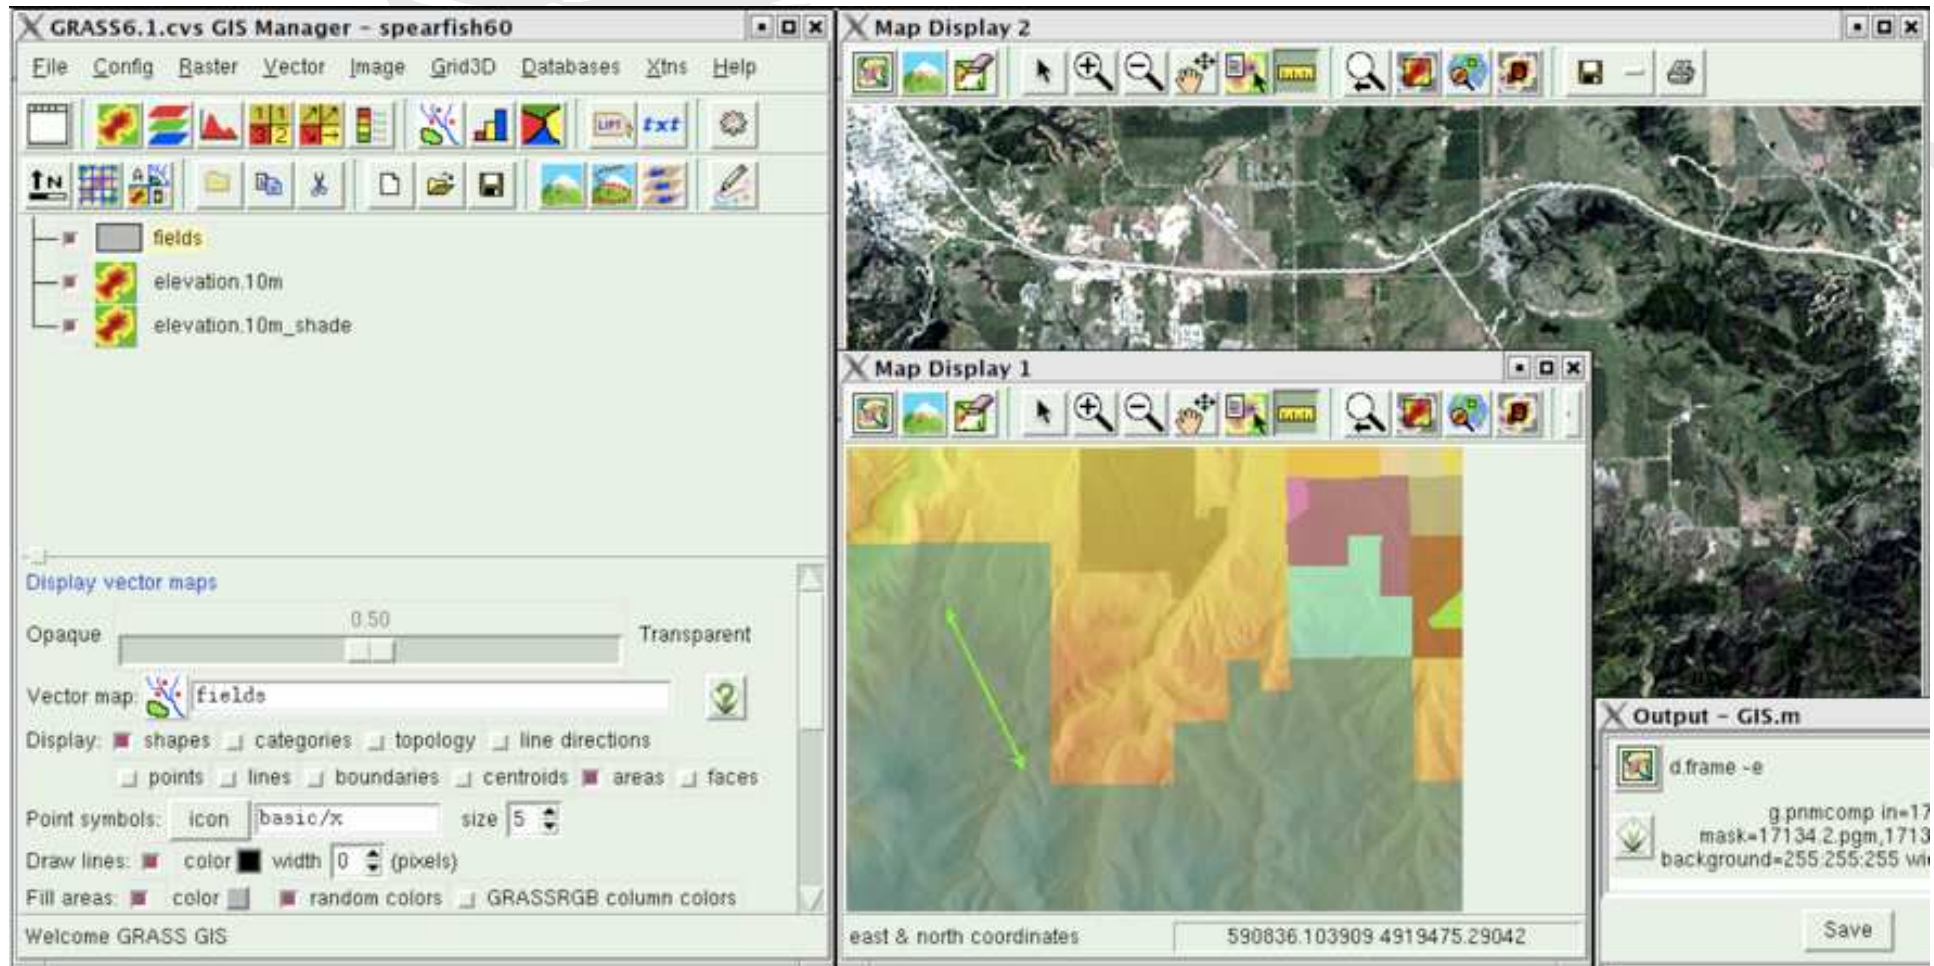 GRASS6.1.cvs GIS Manager - spearfish60
File Config Raster Vector Image Grid3D Databases Xtns Help
txt
N
fields
elevation.10m
elevation.10m_shade
Display vector maps
0.50
Opaque Transparent
Vector map: fields
Display: shapes categories topology line directions
points lines boundaries centroids areas faces
Point symbols: icon basic/x size 5
Draw lines: color width 0 (pixels)
Fill areas: color random colors GRASSRGB column colors
Welcome GRASS GIS
Map Display 2
Map Display 1
east & north coordinates 590836.103909 4919475.29042
Output - GIS.m
d.frame -e
g.pnmcomp in=17
mask=17134.2.pgm,1713
background=255:255:255
Save